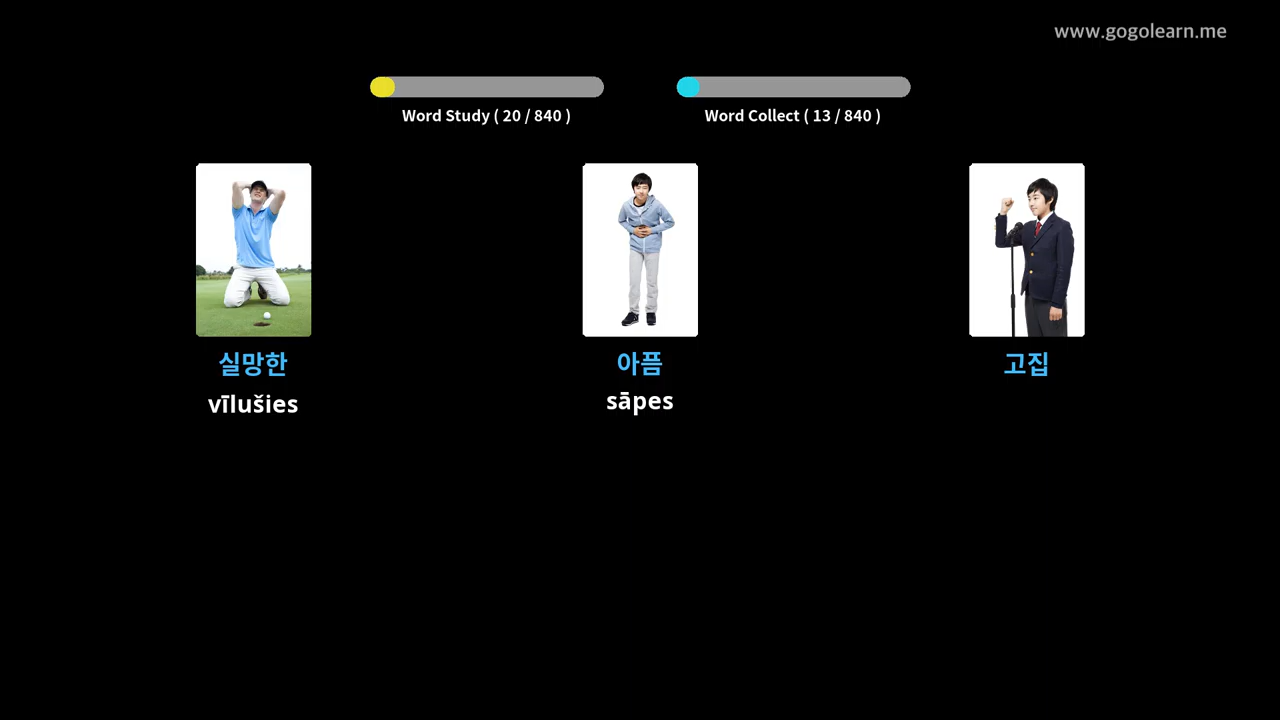 www.gogolearn.me
Word Study ( 20 / 840 )
Word Collect ( 13 / 840 )
실망한
아픔
고집
vīlušies
sāpes